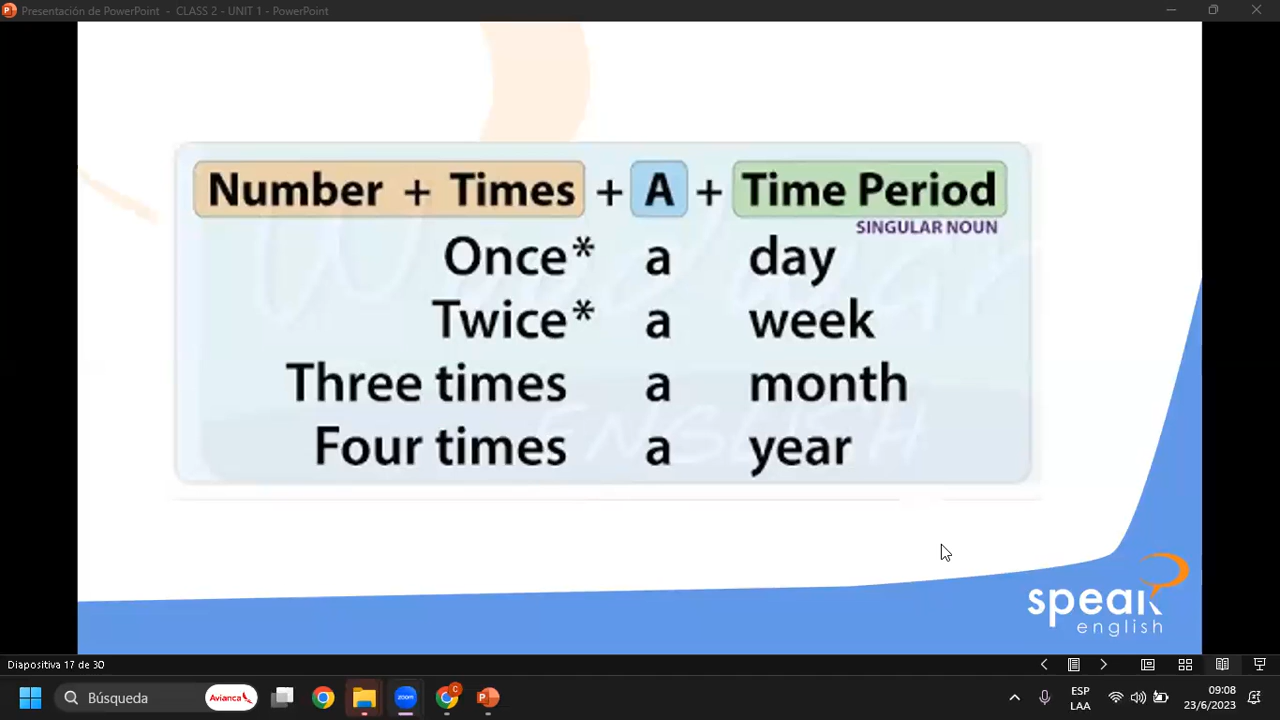 Presentación de PowerPoint - CLASS 2 - UNIT 1 - PowerPoint
Number + Times + A + Time Period
SINGULAR NOUN
Once* a day
Twice* a week
Three times a month
Four times a year
ENGLISH
speak
english
Diapositiva 17 de 30
Búsqueda
Avianca
ESP
LAA
09:08
23/6/2023